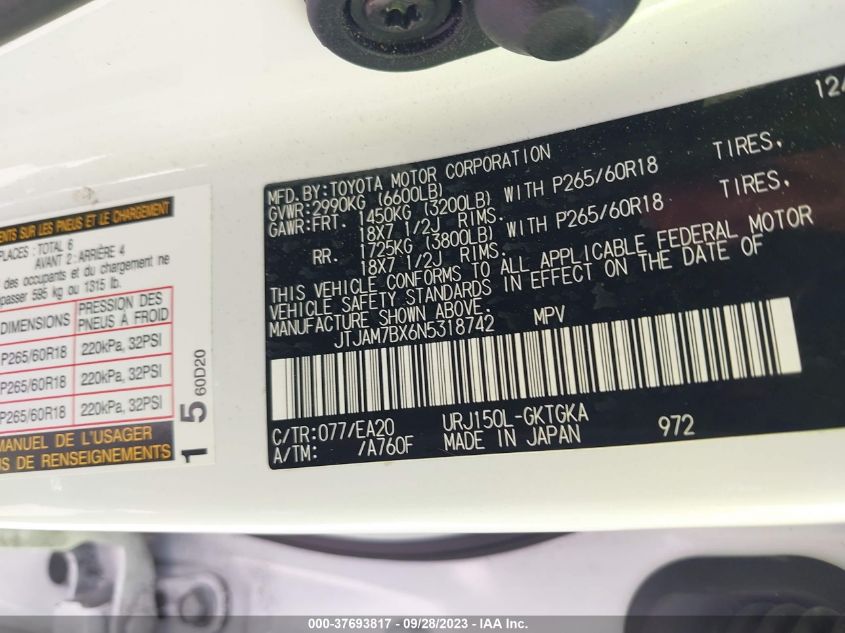 ENTS SUR LES PNEUS ET LE CHARGEMENT
PLACES : TOTAL 6
AVANT 2 : ARRIÈRE 4
des occupants et du chargement ne
passer 595 kg ou 1315 lb.
DIMENSIONS PRESSION DES PNEUS À FROID
P265/60R18 220kPa, 32PSI
P265/60R18 220kPa, 32PSI
P265/60R18 220kPa, 32PSI
MANUEL DE L'USAGER
US DE RENSEIGNEMENTS
1 5 60D20
124
MFD. BY: TOYOTA MOTOR CORPORATION
GVWR: 2990KG (6600LB)
GAWR: FRT. 1450KG (3200LB) WITH P265/60R18 TIRES,
18X7 1/2J RIMS.
RR. 1725KG (3800LB) WITH P265/60R18 TIRES,
18X7 1/2J RIMS.
THIS VEHICLE CONFORMS TO ALL APPLICABLE FEDERAL MOTOR
VEHICLE SAFETY STANDARDS IN EFFECT ON THE DATE OF
MANUFACTURE SHOWN ABOVE.
JTJAM7BX6N5318742 MPV
C/TR: 077/EA20 URJ150L-GKTGKA
A/TM: /A760F MADE IN JAPAN 972
000-37693817 - 09/28/2023 - IAA Inc.